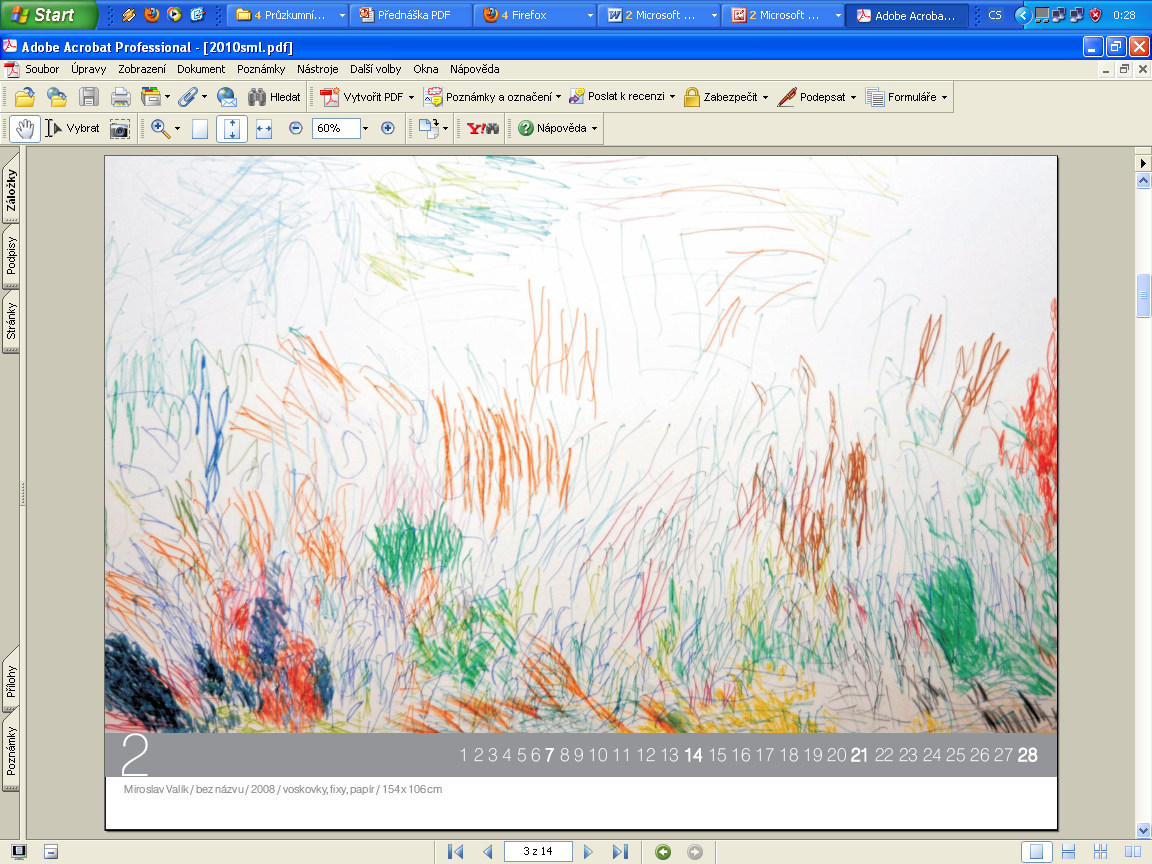 Start
4 Průzkumní...
Přednáška PDF
4 Firefox
2 Microsoft ...
2 Microsoft ...
Adobe Acroba...
CS
0:28
Adobe Acrobat Professional - [2010sml.pdf]
Soubor Úpravy Zobrazení Dokument Poznámky Nástroje Další volby Okna Nápověda
Hledat Vytvořit PDF Poznámky a označení Poslat k recenzi Zabezpečit Podepsat Formuláře
Vybrat 60% Y! Nápověda
Záložky
Podpisy
Stránky
Přílohy
Poznámky
2 1 2 3 4 5 6 7 8 9 10 11 12 13 14 15 16 17 18 19 20 21 22 23 24 25 26 27 28
Miroslav Valík / bez názvu / 2008 / voskovky, fixy, papír / 154 x 106 cm
3 z 14